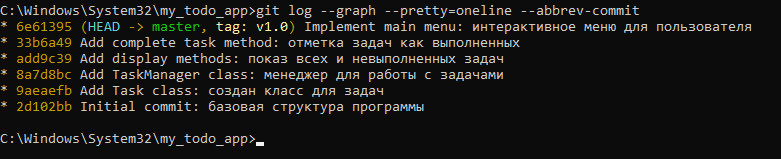 C:\Windows\System32\my_todo_app>git log --graph --pretty=oneline --abbrev-commit
* 6e61395 (HEAD -> master, tag: v1.0) Implement main menu: интерактивное меню для пользователя
* 33b6a49 Add complete task method: отметка задач как выполненных
* add9c39 Add display methods: показ всех и невыполненных задач
* 8a7d8bc Add TaskManager class: менеджер для работы с задачами
* 9aeaefb Add Task class: создан класс для задач
* 2d102bb Initial commit: базовая структура программы
C:\Windows\System32\my_todo_app>